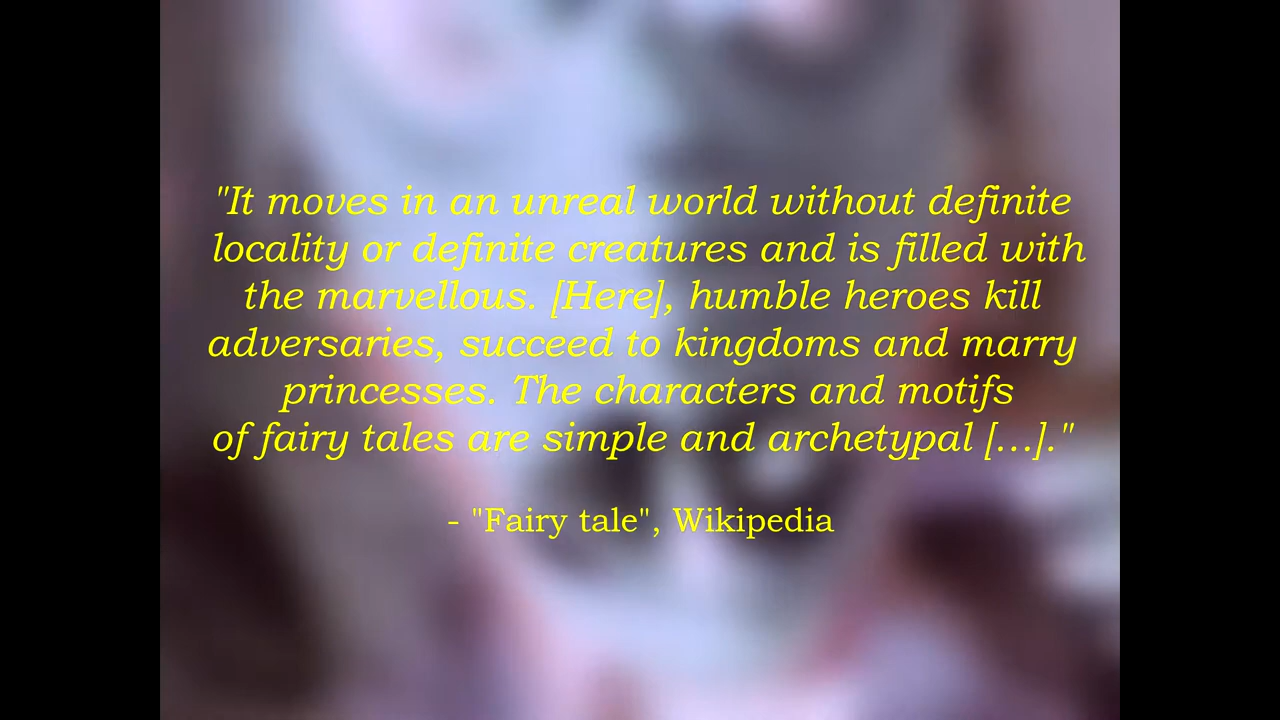 "It moves in an unreal world without definite
locality or definite creatures and is filled with
the marvellous. [Here], humble heroes kill
adversaries, succeed to kingdoms and marry
princesses. The characters and motifs
of fairy tales are simple and archetypal [...]."
- "Fairy tale", Wikipedia